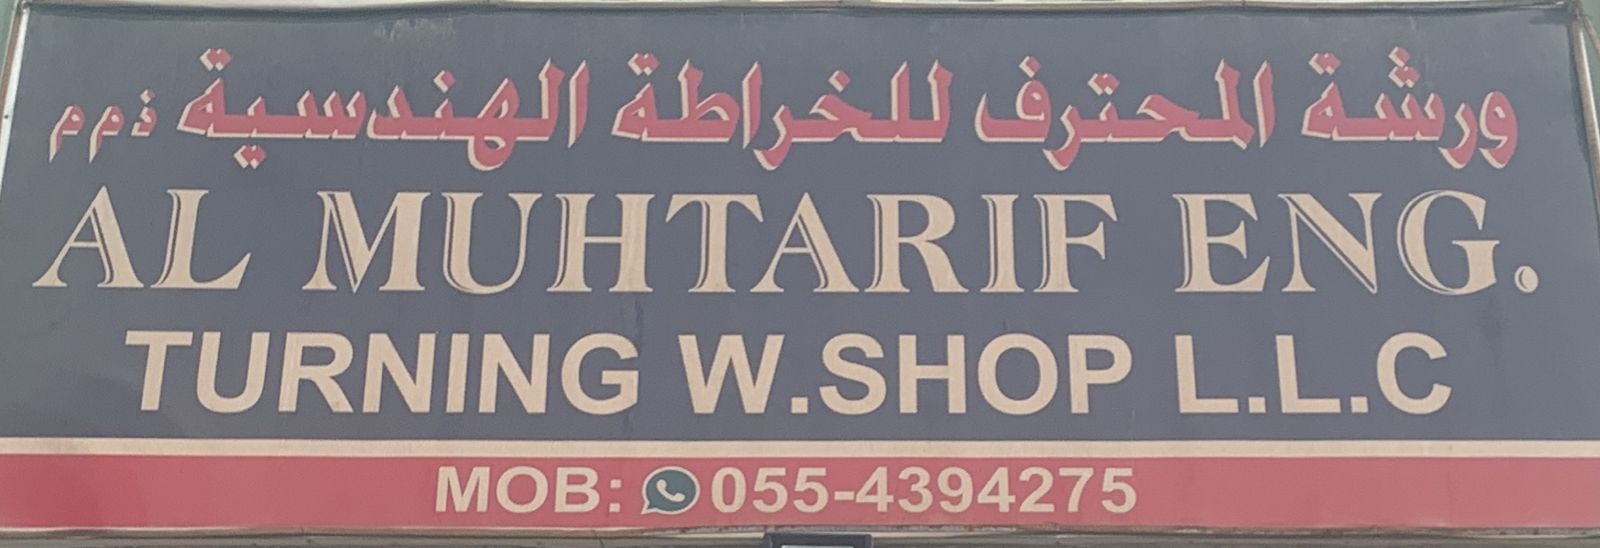 ورشة المحترف للخراطة الهندسية ذ م م
AL MUHTARIF ENG.
TURNING W.SHOP L.L.C
MOB: 055-4394275